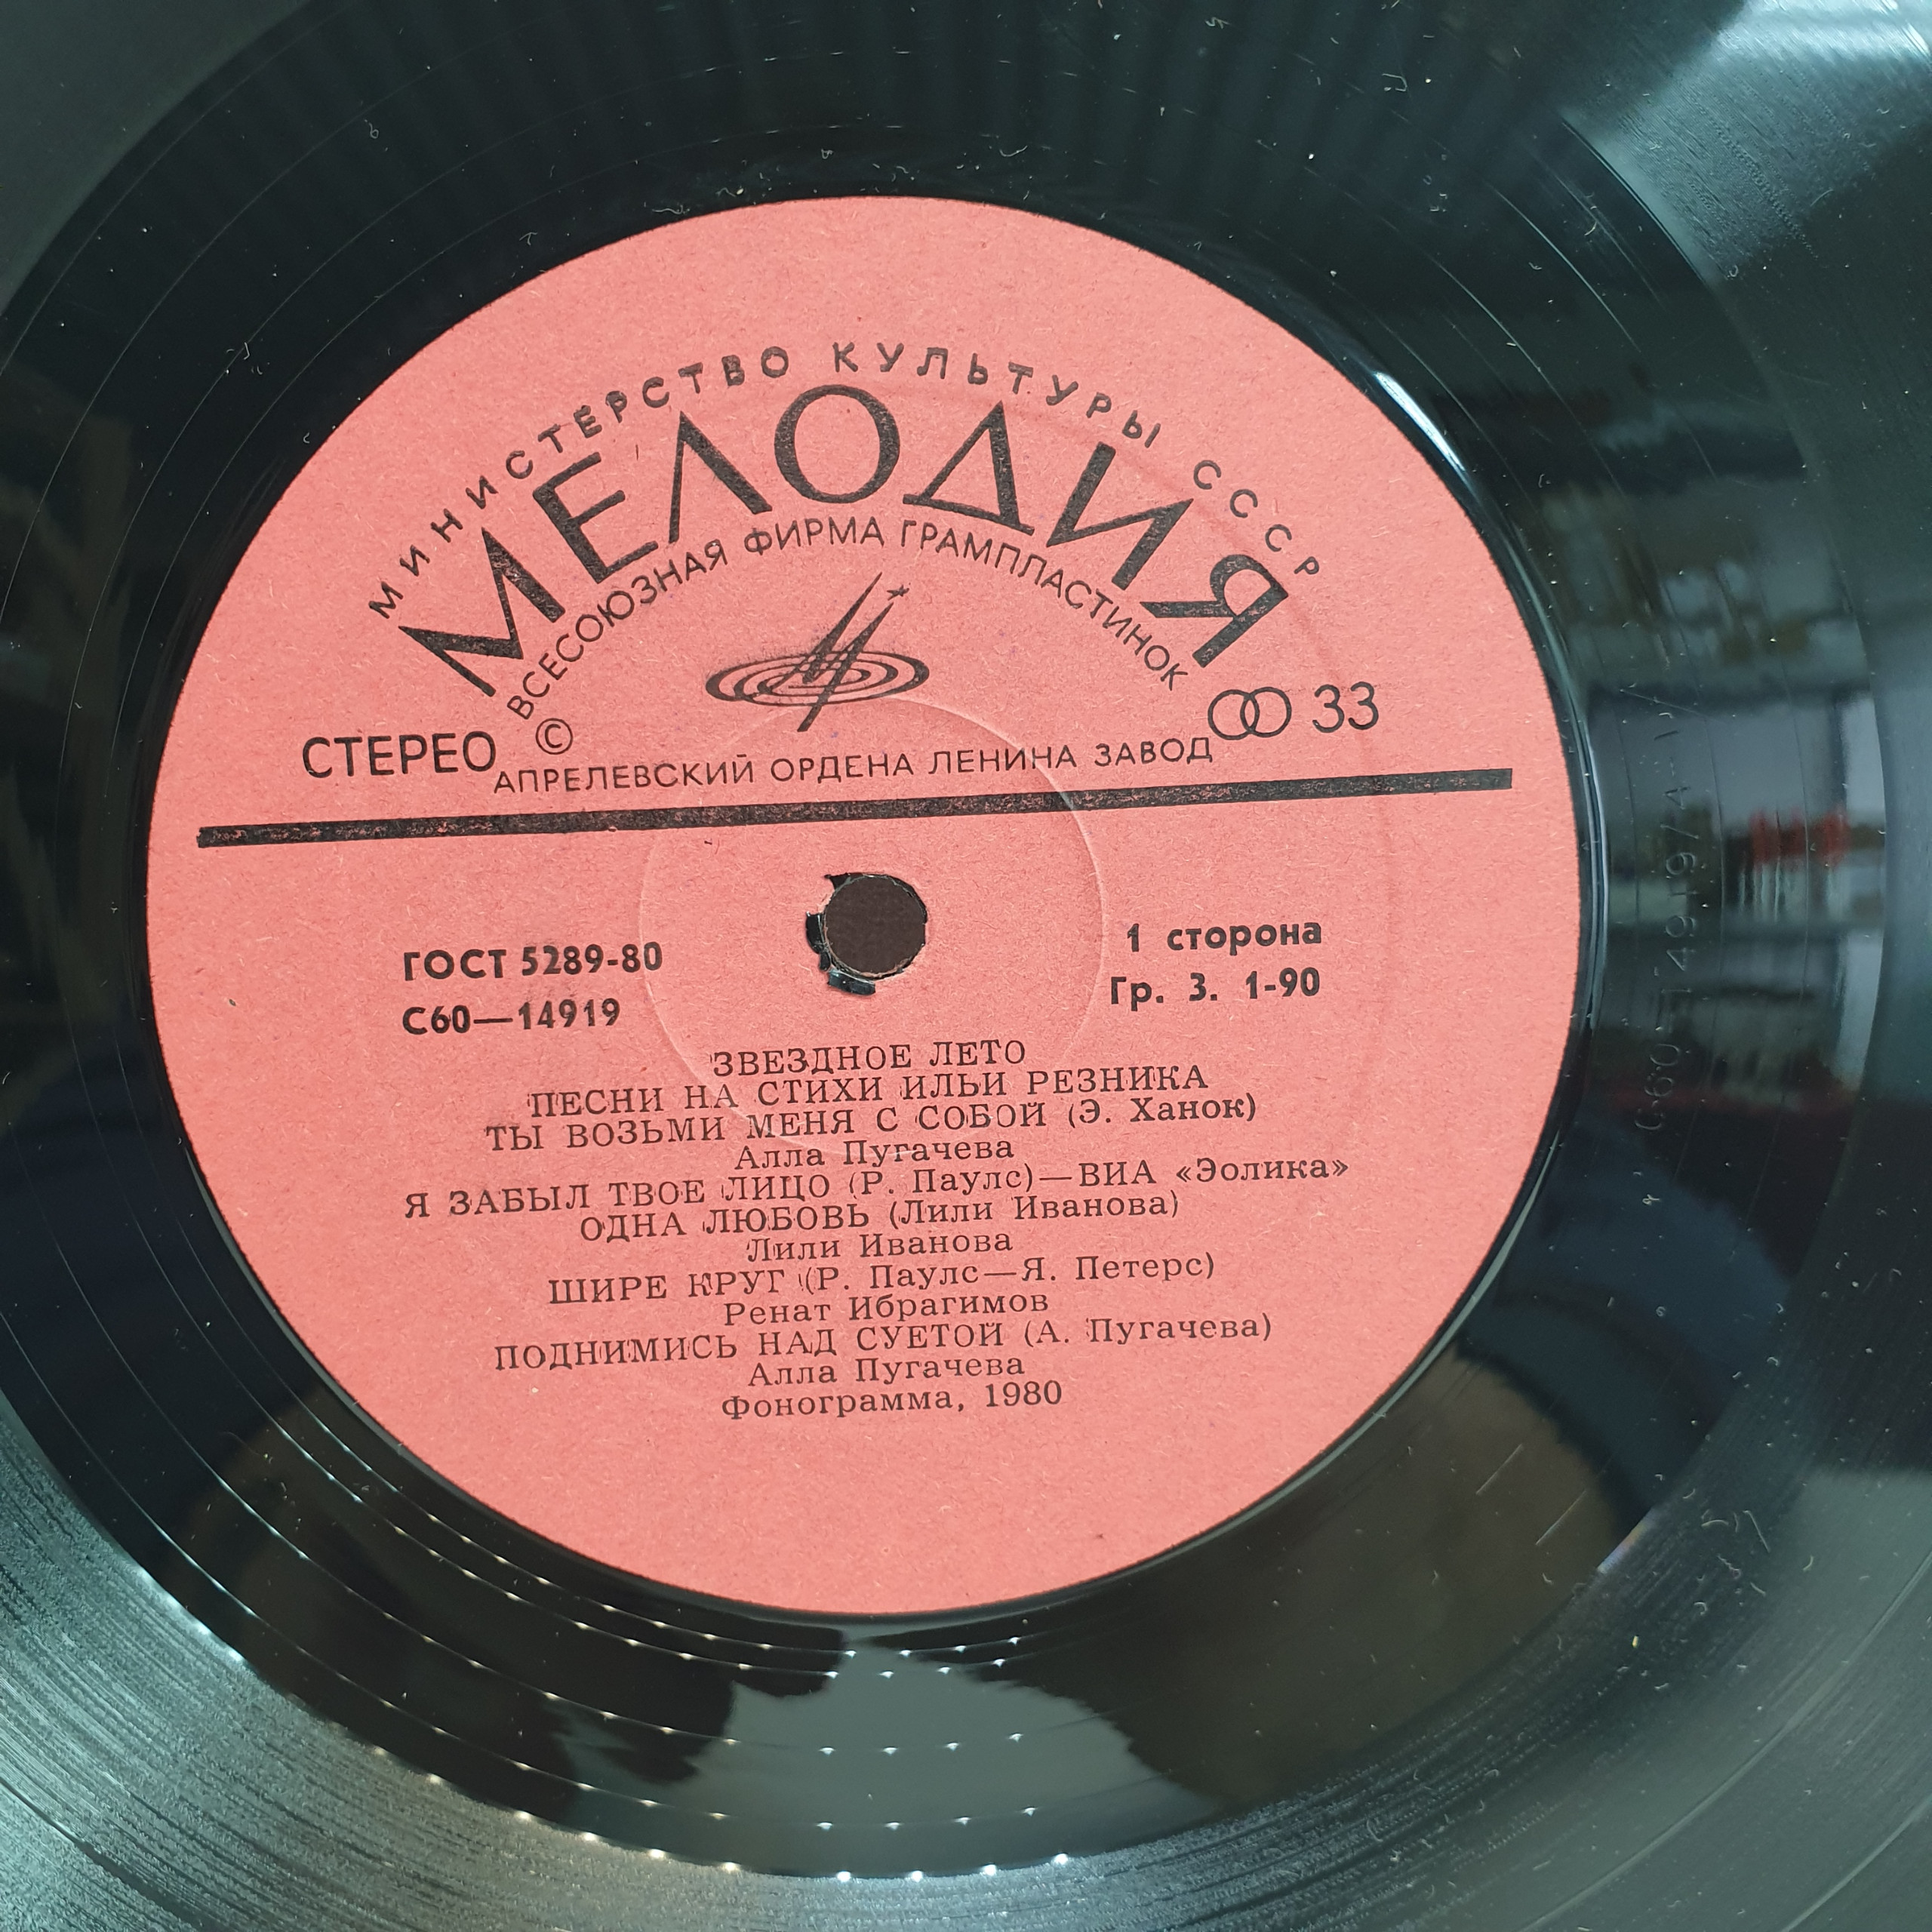 МИНИСТЕРСТВО КУЛЬТУРЫ СССР
МЕЛОДИЯ
ВСЕСОЮЗНАЯ ФИРМА ГРАМПЛАСТИНОК
СТЕРЕО © 33
АПРЕЛЕВСКИЙ ОРДЕНА ЛЕНИНА ЗАВОД
ГОСТ 5289-80
С60—14919
1 сторона
Гр. 3. 1-90
ЗВЕЗДНОЕ ЛЕТО
ПЕСНИ НА СТИХИ ИЛЬИ РЕЗНИКА
ТЫ ВОЗЬМИ МЕНЯ С СОБОЙ (Э. Ханок)
Алла Пугачева
Я ЗАБЫЛ ТВОЕ ЛИЦО (Р. Паулс)—ВИА «Эолика»
ОДНА ЛЮБОВЬ (Лили Иванова)
Лили Иванова
ШИРЕ КРУГ (Р. Паулс—Я. Петерс)
Ренат Ибрагимов
ПОДНИМИСЬ НАД СУЕТОЙ (А. Пугачева)
Алла Пугачева
Фонограмма, 1980